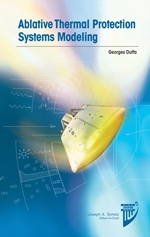 Ablative Thermal Protection
Systems Modeling
Georges Duffa
Joseph A. Schetz
Editor-in-Chief